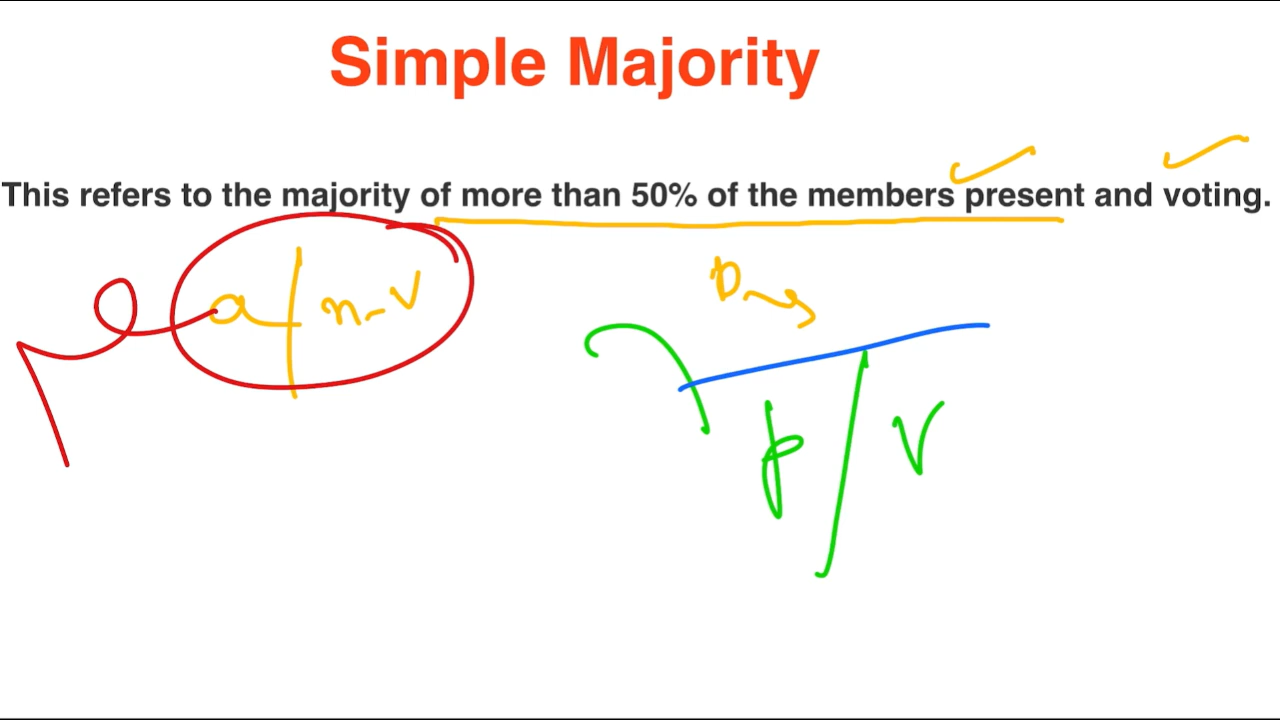 Simple Majority
This refers to the majority of more than 50% of the members present and voting.
a n-v
p V